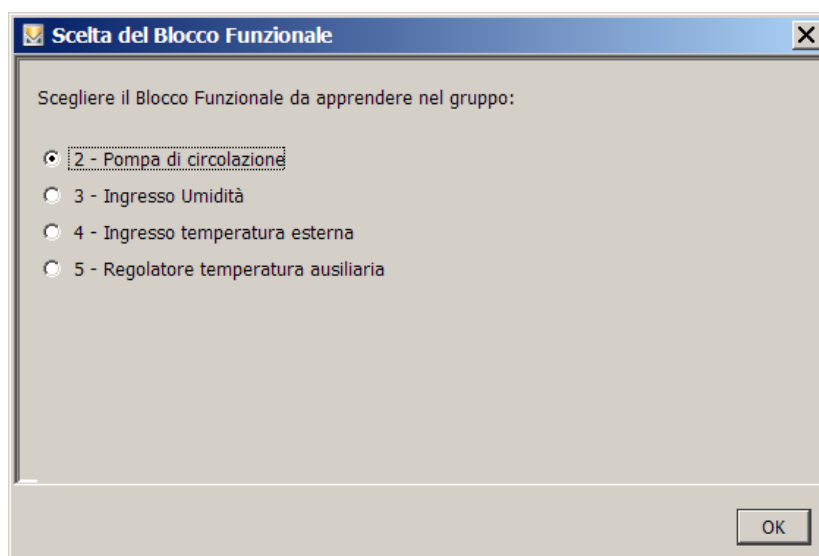 Scelta del Blocco Funzionale
Scegliere il Blocco Funzionale da apprendere nel gruppo:
2 - Pompa di circolazione
3 - Ingresso Umidità
4 - Ingresso temperatura esterna
5 - Regolatore temperatura ausiliaria
OK